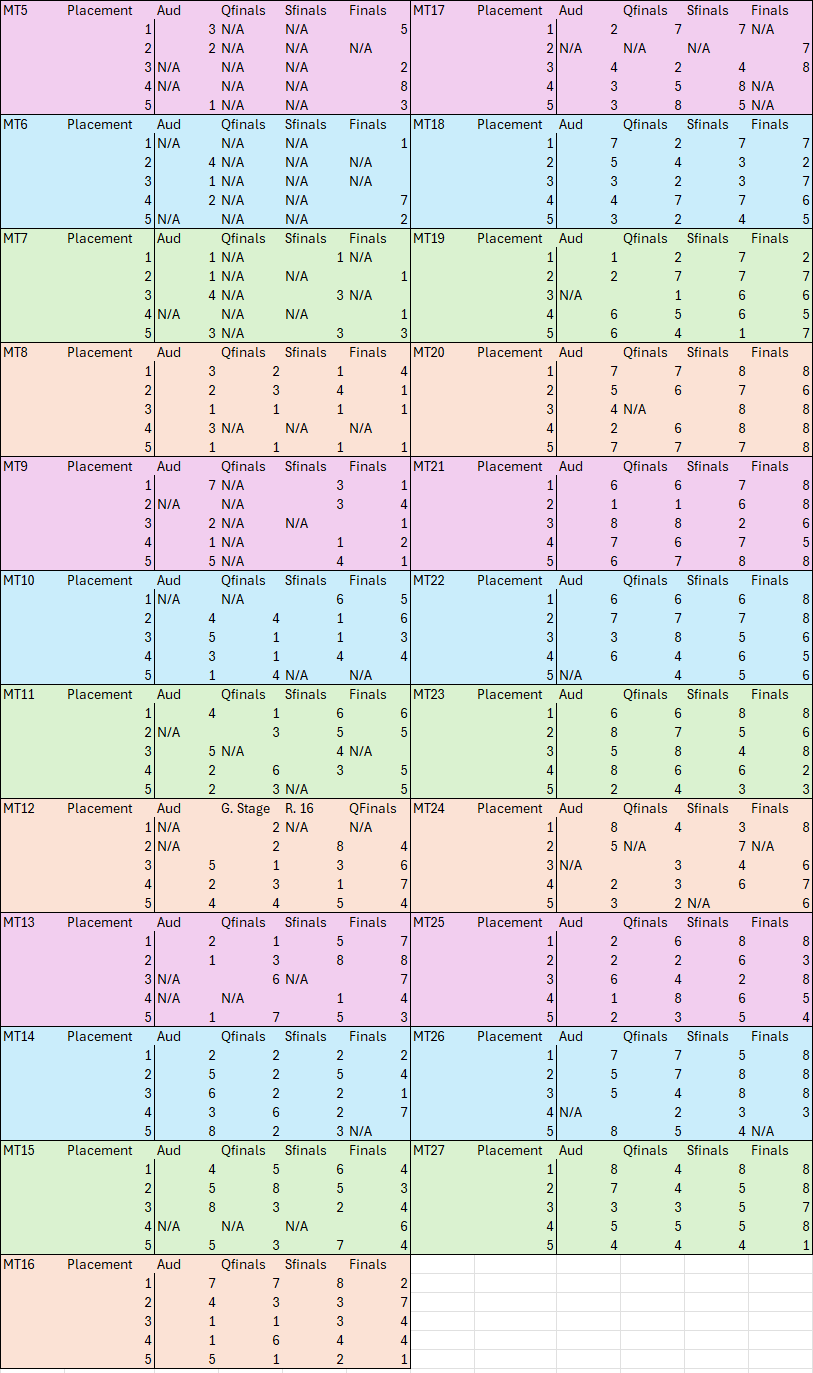 MT5 Placement Aud Qfinals Sfinals Finals
1 3 N/A N/A 5
2 2 N/A N/A N/A
3 N/A N/A N/A 2
4 N/A N/A N/A 8
5 1 N/A N/A 3
MT6 Placement Aud Qfinals Sfinals Finals
1 N/A N/A N/A 1
2 4 N/A N/A N/A
3 1 N/A N/A N/A
4 2 N/A N/A 7
5 N/A N/A N/A 2
MT7 Placement Aud Qfinals Sfinals Finals
1 1 N/A 1 N/A
2 1 N/A N/A 1
3 4 N/A 3 N/A
4 N/A N/A N/A 1
5 3 N/A 3 3
MT8 Placement Aud Qfinals Sfinals Finals
1 3 2 1 4
2 2 3 4 1
3 1 1 1 1
4 3 N/A N/A N/A
5 1 1 1 1
MT9 Placement Aud Qfinals Sfinals Finals
1 7 N/A 3 1
2 N/A N/A 3 4
3 2 N/A N/A 1
4 1 N/A 1 2
5 5 N/A 4 1
MT10 Placement Aud Qfinals Sfinals Finals
1 N/A N/A 6 5
2 4 4 1 6
3 5 1 1 3
4 3 1 4 4
5 1 4 N/A N/A
MT11 Placement Aud Qfinals Sfinals Finals
1 4 1 6 6
2 N/A 3 5 5
3 5 N/A 4 N/A
4 2 6 3 5
5 2 3 N/A 5
MT12 Placement Aud G. Stage R. 16 QFinals
1 N/A 2 N/A N/A
2 N/A 2 8 4
3 5 1 3 6
4 2 3 1 7
5 4 4 5 4
MT13 Placement Aud Qfinals Sfinals Finals
1 2 1 5 7
2 1 3 8 8
3 N/A 6 N/A 7
4 N/A N/A 1 4
5 1 7 5 3
MT14 Placement Aud Qfinals Sfinals Finals
1 2 2 2 2
2 5 2 5 4
3 6 2 2 1
4 3 6 2 7
5 8 2 3 N/A
MT15 Placement Aud Qfinals Sfinals Finals
1 4 5 6 4
2 5 8 5 3
3 8 3 2 4
4 N/A N/A N/A 6
5 5 3 7 4
MT16 Placement Aud Qfinals Sfinals Finals
1 7 7 8 2
2 4 3 3 7
3 1 1 3 4
4 1 6 4 4
5 5 1 2 1
MT17 Placement Aud Qfinals Sfinals Finals
1 2 7 7 N/A
2 N/A N/A N/A 7
3 4 2 4 8
4 3 5 8 N/A
5 3 8 5 N/A
MT18 Placement Aud Qfinals Sfinals Finals
1 7 2 7 7
2 5 4 3 2
3 3 2 3 7
4 4 7 7 6
5 3 2 4 5
MT19 Placement Aud Qfinals Sfinals Finals
1 1 2 7 2
2 2 7 7 7
3 N/A 1 6 6
4 6 5 6 5
5 6 4 1 7
MT20 Placement Aud Qfinals Sfinals Finals
1 7 7 8 8
2 5 6 7 6
3 4 N/A 8 8
4 2 6 8 8
5 7 7 7 8
MT21 Placement Aud Qfinals Sfinals Finals
1 6 6 7 8
2 1 1 6 8
3 8 8 2 6
4 7 6 7 5
5 6 7 8 8
MT22 Placement Aud Qfinals Sfinals Finals
1 6 6 6 8
2 7 7 7 8
3 3 8 5 6
4 6 4 6 5
5 N/A 4 5 6
MT23 Placement Aud Qfinals Sfinals Finals
1 6 6 8 8
2 8 7 5 6
3 5 8 4 8
4 8 6 6 2
5 2 4 3 3
MT24 Placement Aud Qfinals Sfinals Finals
1 8 4 3 8
2 5 N/A 7 N/A
3 N/A 3 4 6
4 2 3 6 7
5 3 2 N/A 6
MT25 Placement Aud Qfinals Sfinals Finals
1 2 6 8 8
2 2 2 6 3
3 6 4 2 8
4 1 8 6 5
5 2 3 5 4
MT26 Placement Aud Qfinals Sfinals Finals
1 7 7 5 8
2 5 7 8 8
3 5 4 8 8
4 N/A 2 3 3
5 8 5 4 N/A
MT27 Placement Aud Qfinals Sfinals Finals
1 8 4 8 8
2 7 4 5 8
3 3 3 5 7
4 5 5 5 8
5 4 4 4 1